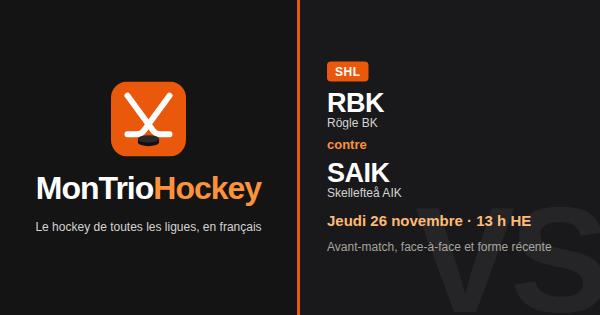 MonTrioHockey
Le hockey de toutes les ligues, en français
SHL
RBK
Rögle BK
contre
SAIK
Skellefteå AIK
Jeudi 26 novembre · 13 h HE
Avant-match, face-à-face et forme récente
VS